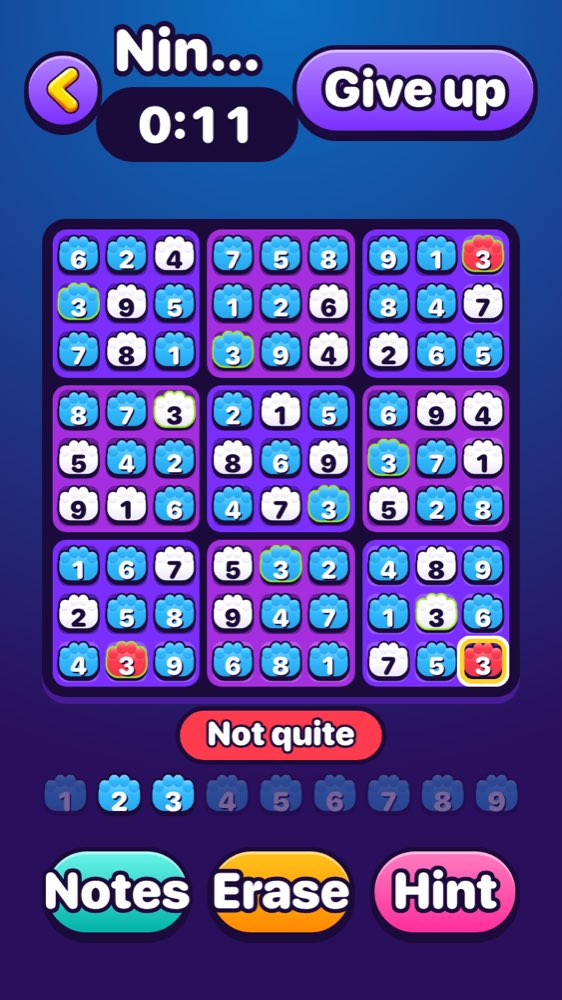 Nin...
0:11
Give up
6 2 4 7 5 8 9 1 3
3 9 5 1 2 6 8 4 7
7 8 1 3 9 4 2 6 5
8 7 3 2 1 5 6 9 4
5 4 2 8 6 9 3 7 1
9 1 6 4 7 3 5 2 8
1 6 7 5 3 2 4 8 9
2 5 8 9 4 7 1 3 6
4 3 9 6 8 1 7 5 3
Not quite
1 2 3 4 5 6 7 8 9
Notes Erase Hint